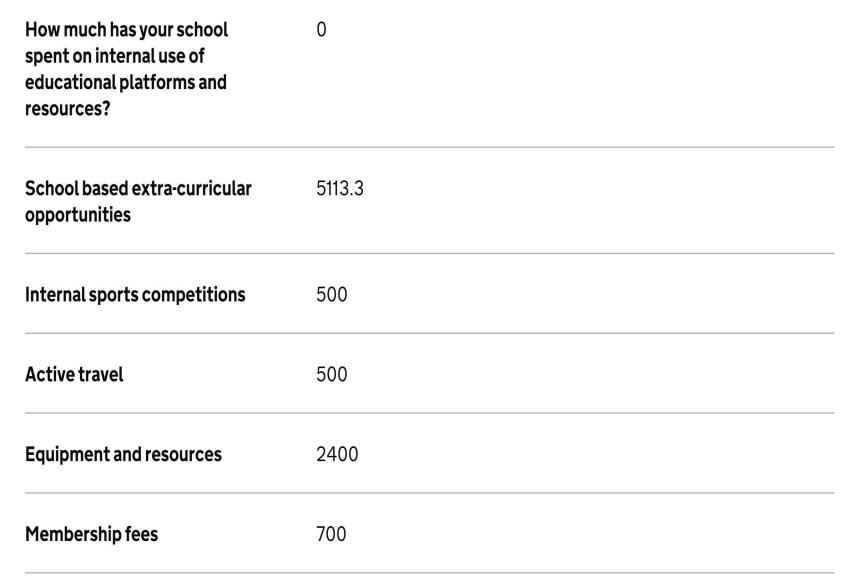 How much has your school
spent on internal use of
educational platforms and
resources?
0
School based extra-curricular
opportunities
5113.3
Internal sports competitions
500
Active travel
500
Equipment and resources
2400
Membership fees
700